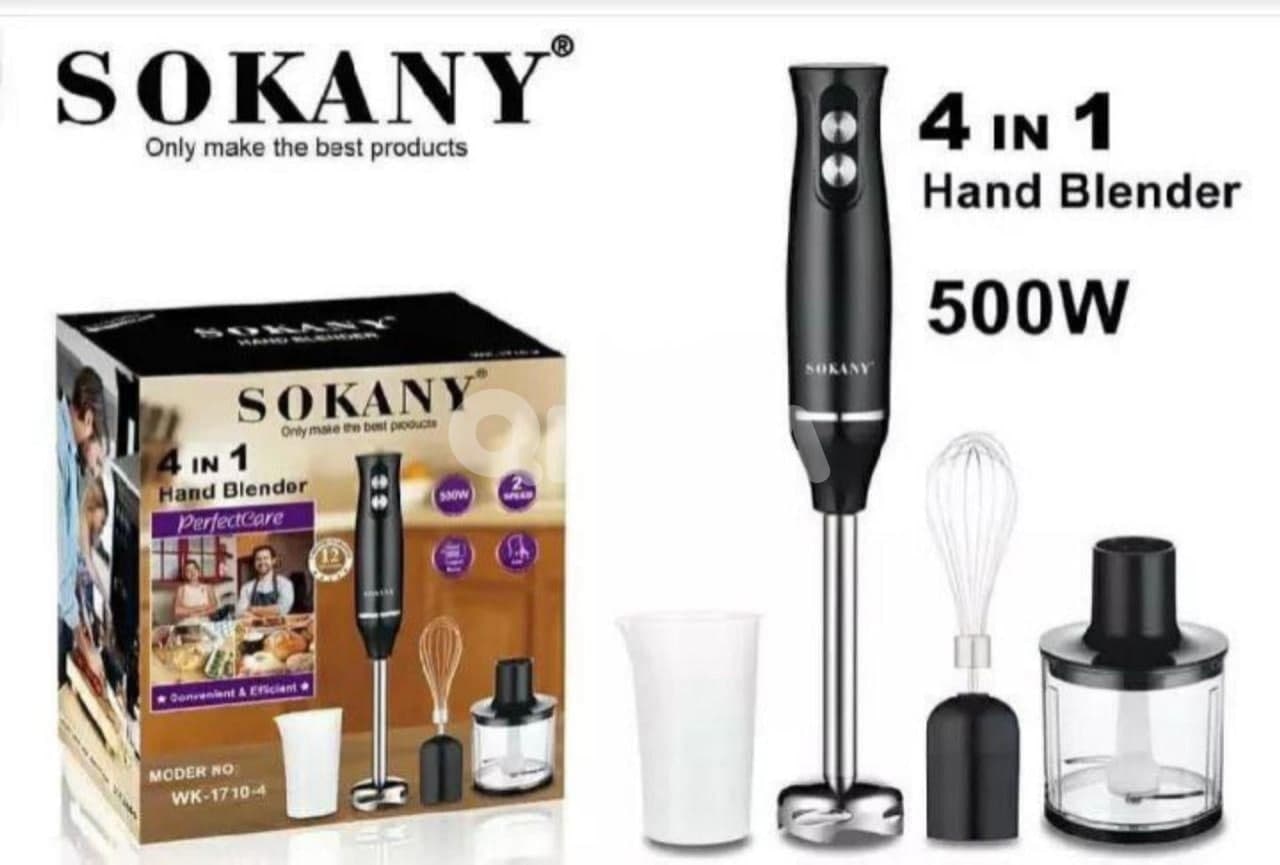 SOKANY®
Only make the best products
4 IN 1
Hand Blender
500W
SOKANY
SOKANY
HAND BLENDER
SOKANY®
Only make the best products
4 IN 1
Hand Blender
PerfectCare
500W
2
SPEED
12
★ Convenient & Efficient ★
MODER NO:
WK-1710-4